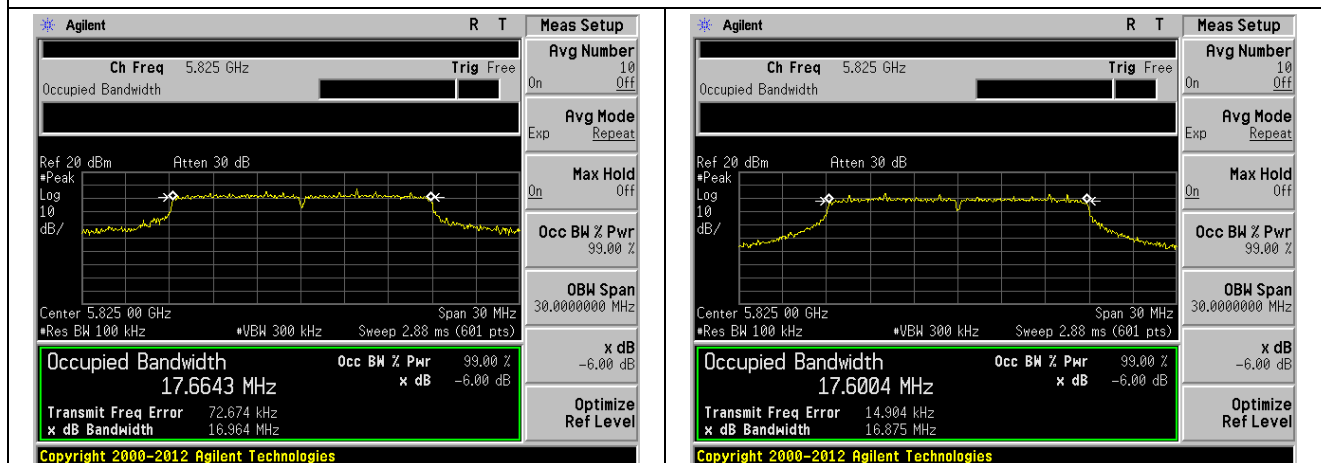 Agilent R T Meas Setup
Ch Freq 5.825 GHz Trig Free
Occupied Bandwidth
Avg Number
10
On Off
Avg Mode
Exp Repeat
Ref 20 dBm Atten 30 dB
#Peak
Log
10
dB/
Max Hold
On Off
Occ BW % Pwr
99.00 %
Center 5.825 00 GHz Span 30 MHz
#Res BW 100 kHz #VBW 300 kHz Sweep 2.88 ms (601 pts)
OBW Span
30.0000000 MHz
Occupied Bandwidth Occ BW % Pwr 99.00 %
17.6643 MHz x dB -6.00 dB
Transmit Freq Error 72.674 kHz
x dB Bandwidth 16.964 MHz
x dB
-6.00 dB
Optimize
Ref Level
Copyright 2000-2012 Agilent Technologies
Agilent R T Meas Setup
Ch Freq 5.825 GHz Trig Free
Occupied Bandwidth
Avg Number
10
On Off
Avg Mode
Exp Repeat
Ref 20 dBm Atten 30 dB
#Peak
Log
10
dB/
Max Hold
On Off
Occ BW % Pwr
99.00 %
Center 5.825 00 GHz Span 30 MHz
#Res BW 100 kHz #VBW 300 kHz Sweep 2.88 ms (601 pts)
OBW Span
30.0000000 MHz
Occupied Bandwidth Occ BW % Pwr 99.00 %
17.6004 MHz x dB -6.00 dB
Transmit Freq Error 14.904 kHz
x dB Bandwidth 16.875 MHz
x dB
-6.00 dB
Optimize
Ref Level
Copyright 2000-2012 Agilent Technologies